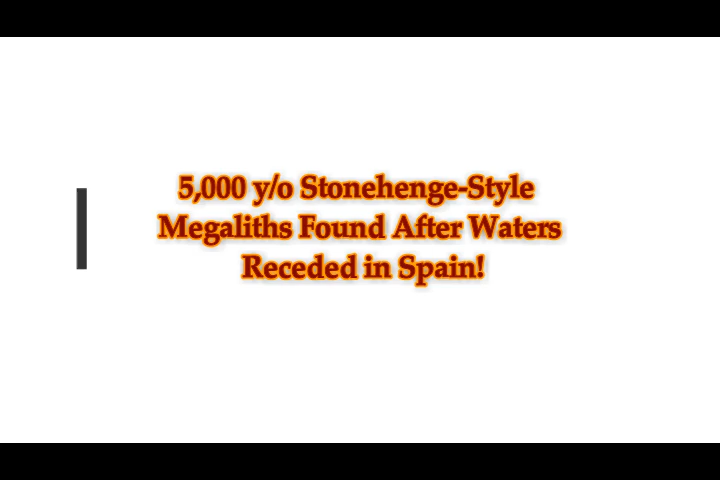 5,000 y/o Stonehenge-Style
Megaliths Found After Waters
Receded in Spain!